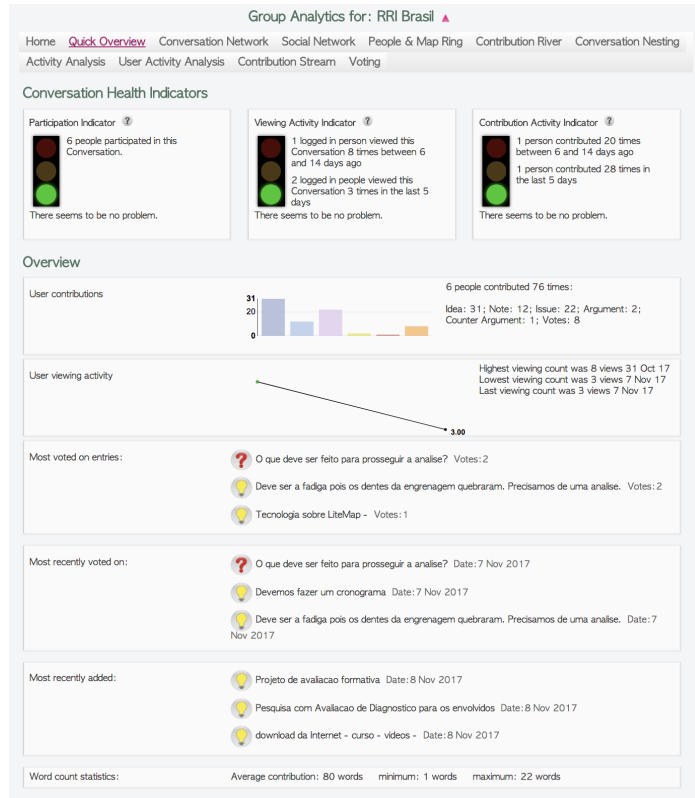 Group Analytics for: RRI Brasil
Home Quick Overview Conversation Network Social Network People & Map Ring Contribution River Conversation Nesting
Activity Analysis User Activity Analysis Contribution Stream Voting
Conversation Health Indicators
Participation Indicator ?
6 people participated in this
Conversation.
There seems to be no problem.
Viewing Activity Indicator ?
1 logged in person viewed this
Conversation 8 times between 6
and 14 days ago
2 logged in people viewed this
Conversation 3 times in the last 5
days
There seems to be no problem.
Contribution Activity Indicator ?
1 person contributed 20 times
between 6 and 14 days ago
1 person contributed 28 times in
the last 5 days
There seems to be no problem.
Overview
User contributions
31
20
0
6 people contributed 76 times:
Idea: 31; Note: 12; Issue: 22; Argument: 2;
Counter Argument: 1; Votes: 8
User viewing activity
3.00
Highest viewing count was 8 views 31 Oct 17
Lowest viewing count was 3 views 7 Nov 17
Last viewing count was 3 views 7 Nov 17
Most voted on entries:
? O que deve ser feito para prosseguir a analise? Votes:2
Deve ser a fadiga pois os dentes da engrenagem quebraram. Precisamos de uma analise. Votes:2
Tecnologia sobre LiteMap - Votes:1
Most recently voted on:
? O que deve ser feito para prosseguir a analise? Date:7 Nov 2017
Devemos fazer um cronograma Date:7 Nov 2017
Deve ser a fadiga pois os dentes da engrenagem quebraram. Precisamos de uma analise. Date:7
Nov 2017
Most recently added:
Projeto de avaliacao formativa Date:8 Nov 2017
Pesquisa com Avaliacao de Diagnostico para os envolvidos Date:8 Nov 2017
download da Internet - curso - videos - Date:8 Nov 2017
Word count statistics:
Average contribution: 80 words minimum: 1 words maximum: 22 words